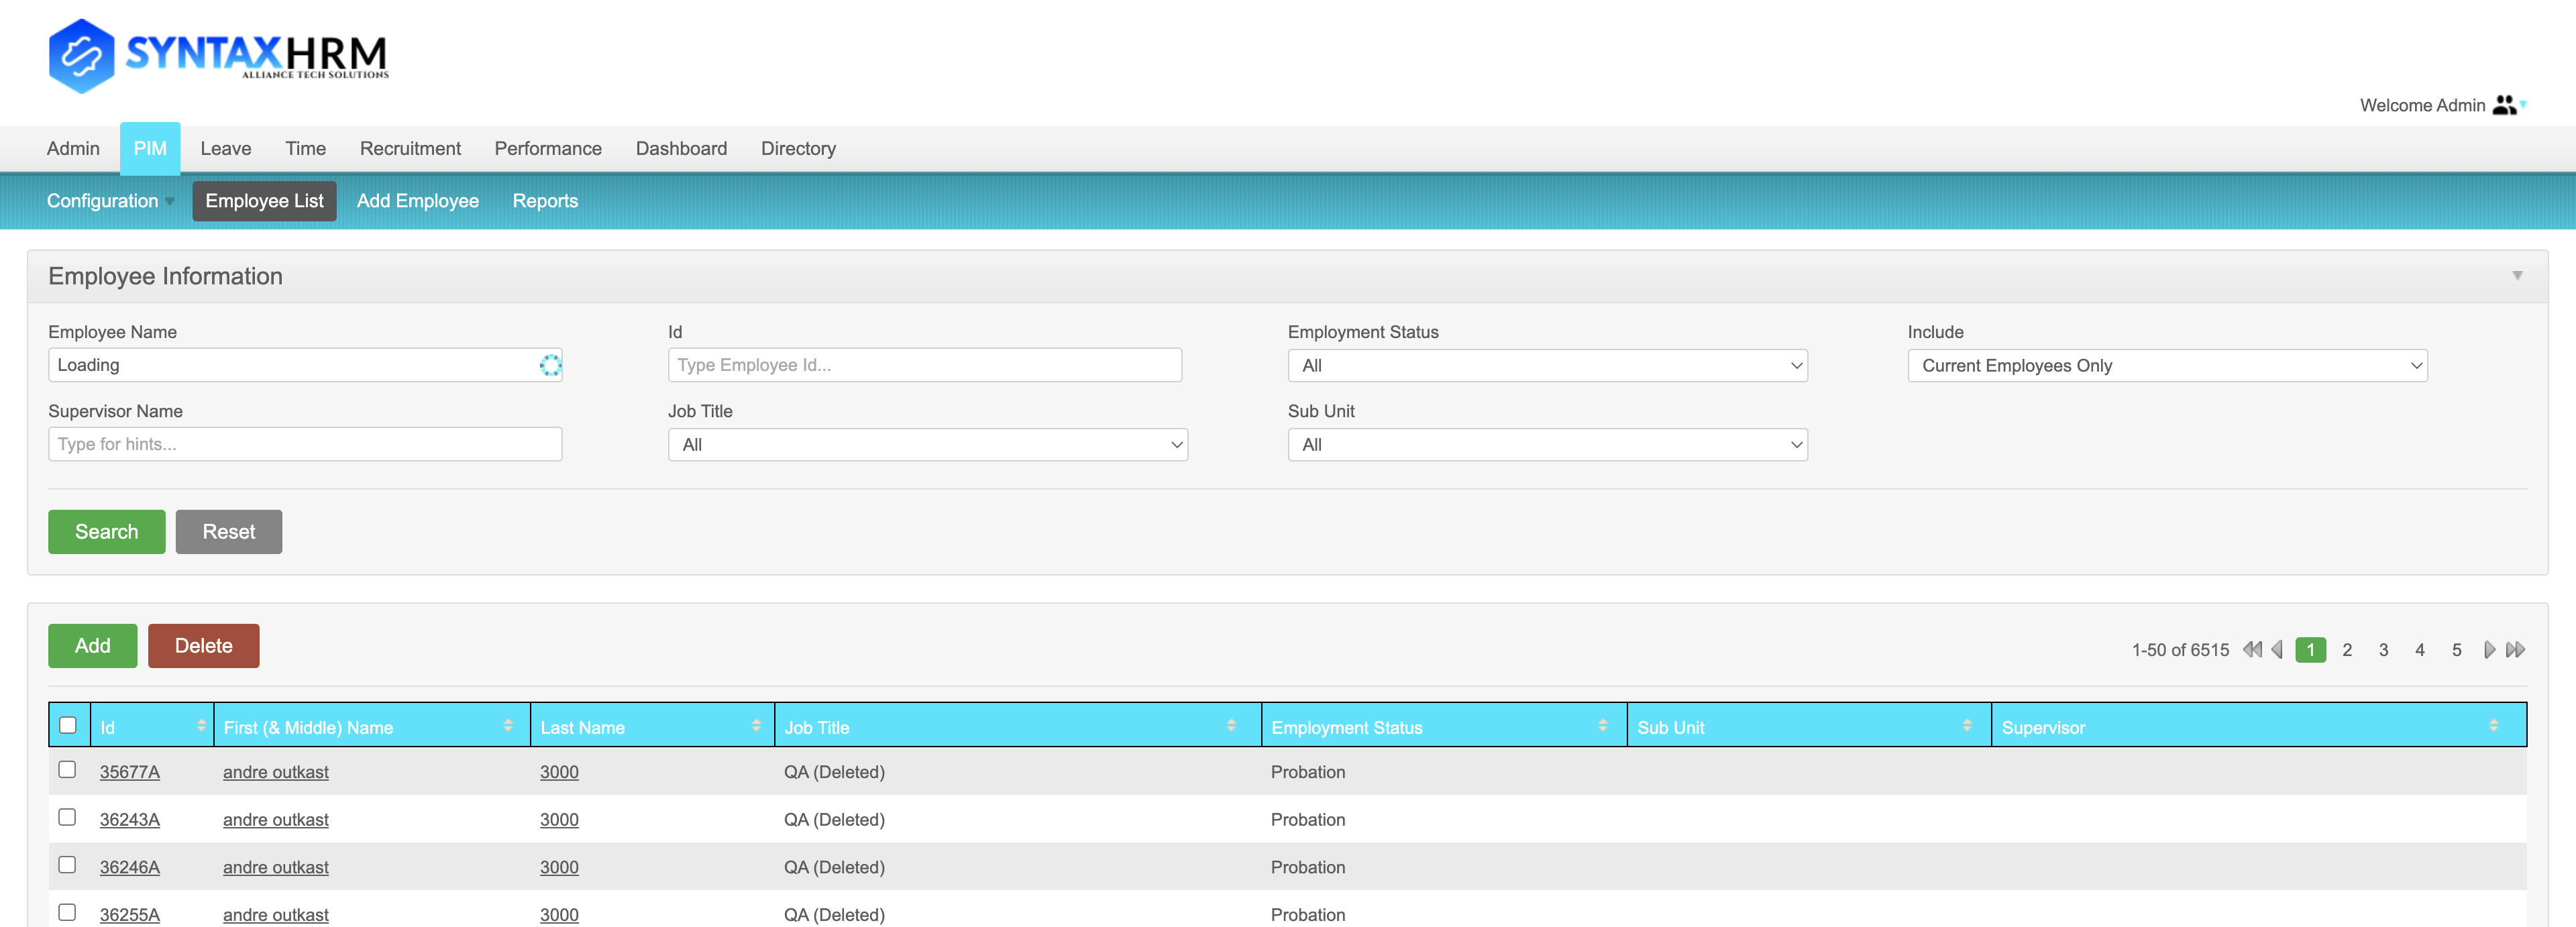 SYNTAXHRM
ALLIANCE TECH SOLUTIONS
Welcome Admin
Admin PIM Leave Time Recruitment Performance Dashboard Directory
Configuration Employee List Add Employee Reports
Employee Information
Employee Name Id Employment Status Include
Loading Type Employee Id... All Current Employees Only
Supervisor Name Job Title Sub Unit
Type for hints... All All
Search Reset
Add Delete 1-50 of 6515 1 2 3 4 5
Id First (& Middle) Name Last Name Job Title Employment Status Sub Unit Supervisor
35677A andre outkast 3000 QA (Deleted) Probation
36243A andre outkast 3000 QA (Deleted) Probation
36246A andre outkast 3000 QA (Deleted) Probation
36255A andre outkast 3000 QA (Deleted) Probation